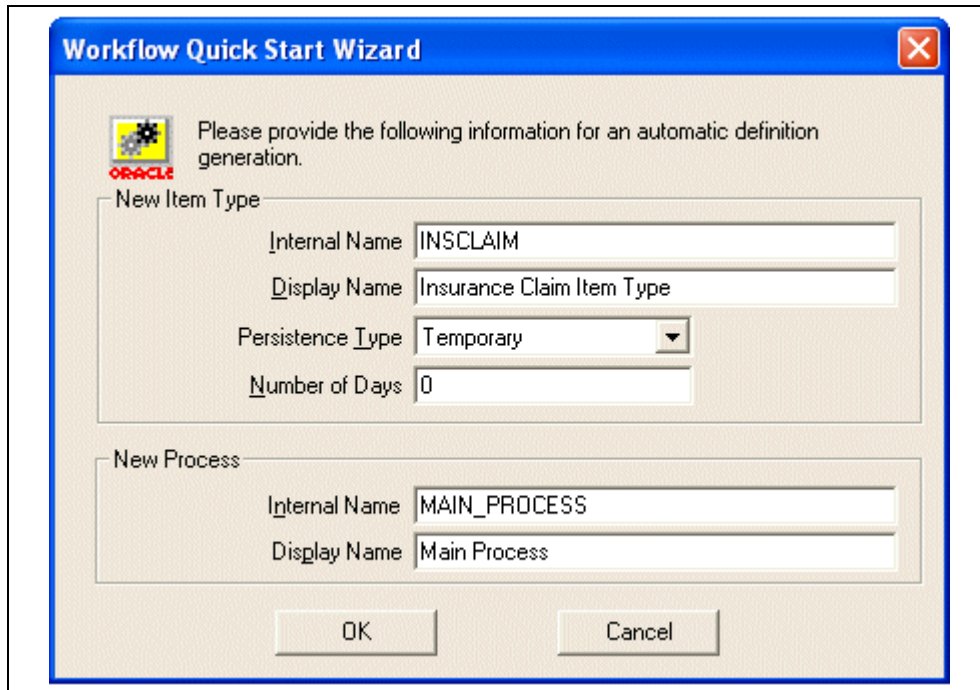 Workflow Quick Start Wizard
Please provide the following information for an automatic definition
generation.
ORACLE
New Item Type
Internal Name INSCLAIM
Display Name Insurance Claim Item Type
Persistence Type Temporary
Number of Days 0
New Process
Internal Name MAIN_PROCESS
Display Name Main Process
OK Cancel